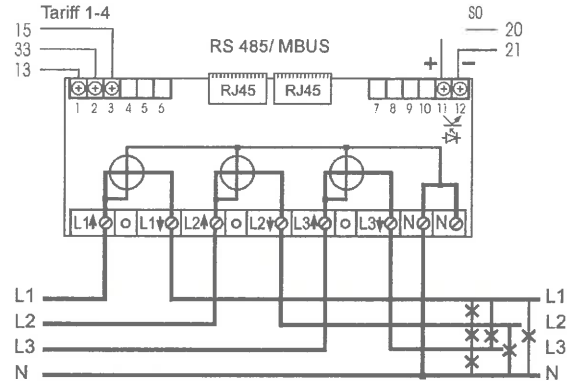 Tariff 1-4
S0
15
20
33
RS 485/ MBUS
21
13
+ −
RJ45 RJ45
1 2 3 4 5 6
7 8 9 10 11 12
L1 L1 L2 L2 L3 L3 N N
L1 L1
L2 L2
L3 L3
N N